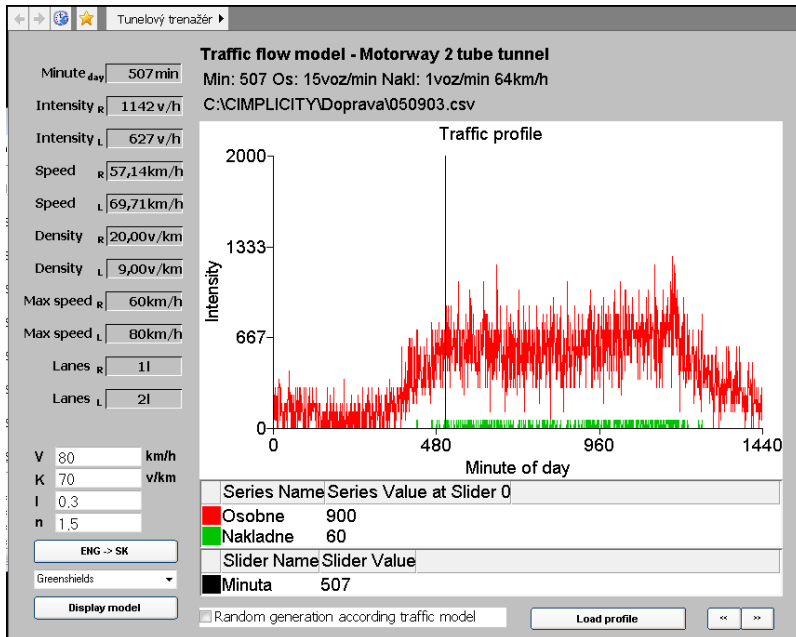 Tunelový trenažér
Traffic flow model - Motorway 2 tube tunnel
Min: 507 Os: 15voz/min Nakl: 1voz/min 64km/h
C:\CIMPLICITY\Doprava\050903.csv
Minute day 507min
Intensity R 1142 v/h
Intensity L 627 v/h
Speed R 57,14km/h
Speed L 69,71km/h
Density R 20,00v/km
Density L 9,00v/km
Max speed R 60km/h
Max speed L 80km/h
Lanes R 1l
Lanes L 2l
V 80 km/h
K 70 v/km
l 0,3
n 1,5
ENG -> SK
Greenshields
Display model
Traffic profile
Intensity
2000
1333
667
0
0 480 960 1440
Minute of day
Series Name Series Value at Slider 0
Osobne 900
Nakladne 60
Slider Name Slider Value
Minuta 507
Random generation according traffic model
Load profile
<< >>